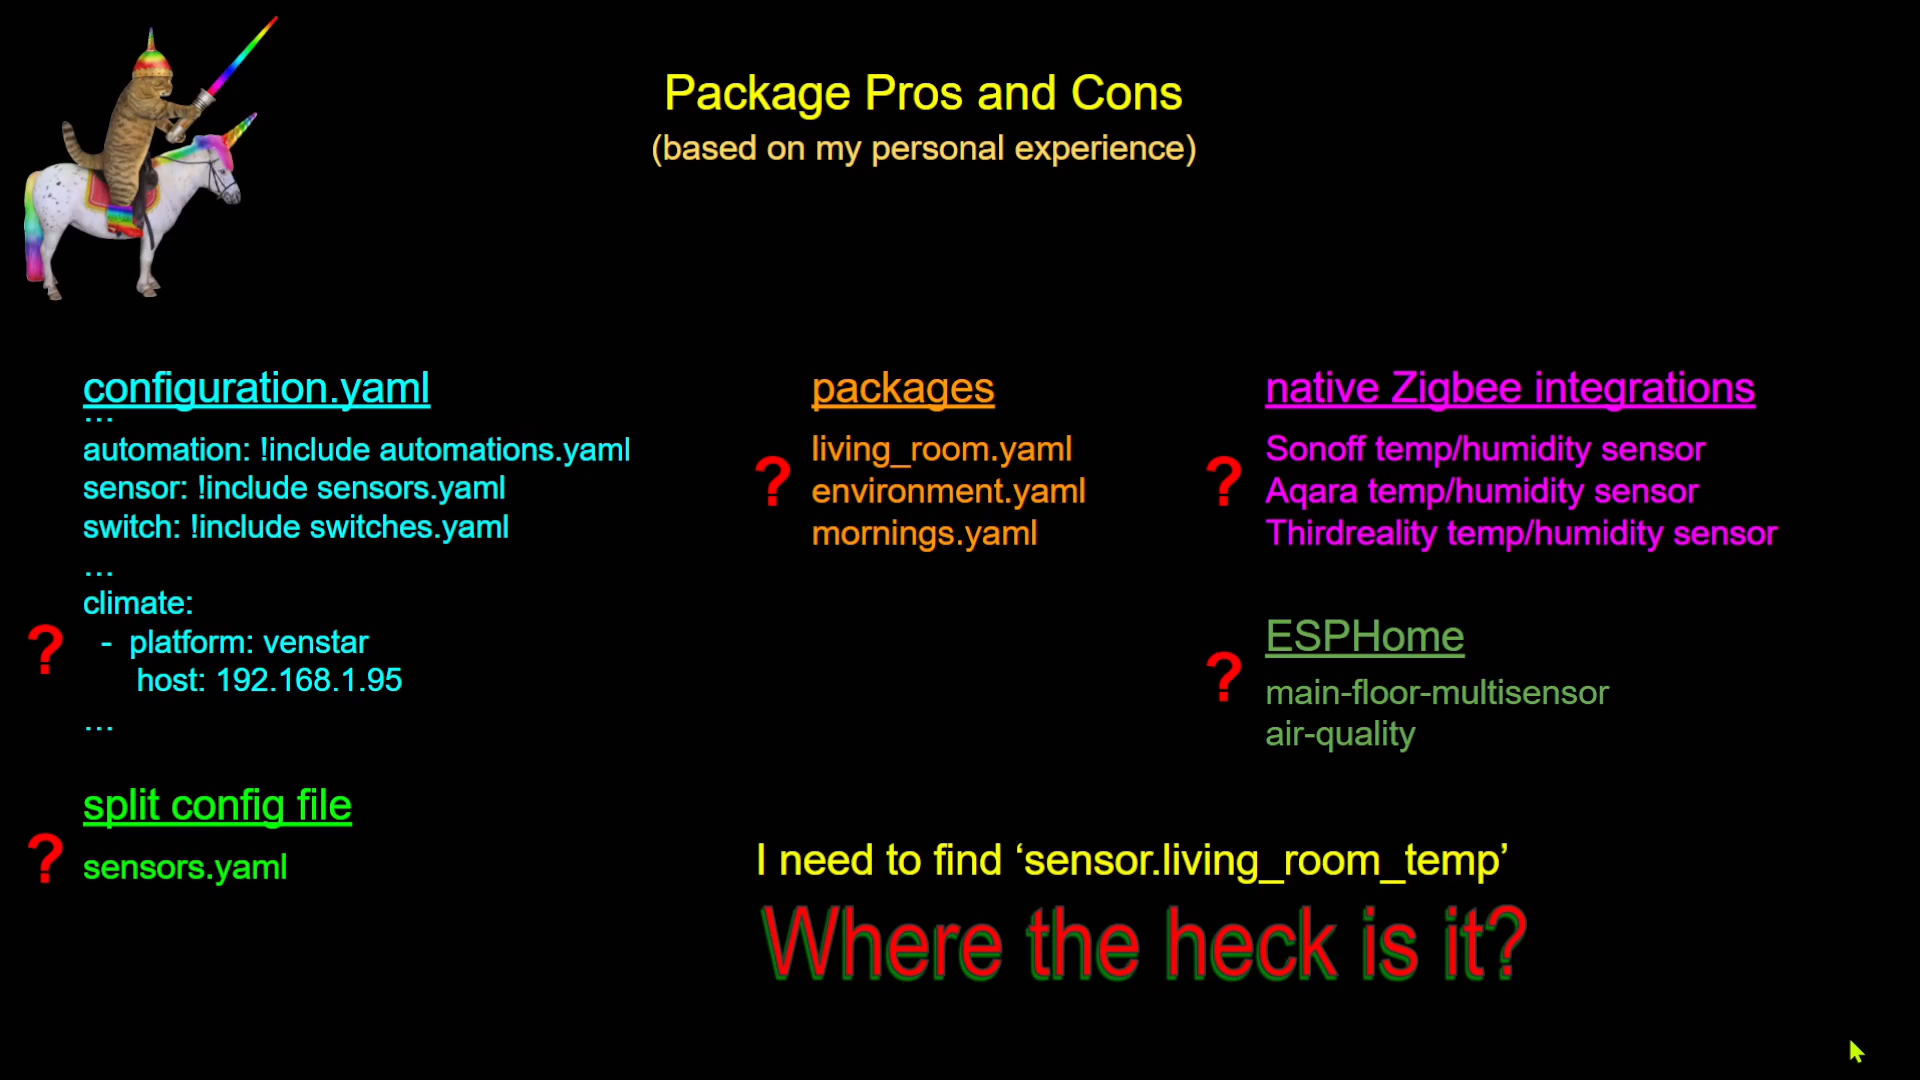 Package Pros and Cons
(based on my personal experience)
configuration.yaml
...
automation: !include automations.yaml
sensor: !include sensors.yaml
switch: !include switches.yaml
...
climate:
? - platform: venstar
host: 192.168.1.95
...
split config file
? sensors.yaml
packages
living_room.yaml
? environment.yaml
mornings.yaml
native Zigbee integrations
Sonoff temp/humidity sensor
? Aqara temp/humidity sensor
Thirdreality temp/humidity sensor
ESPHome
? main-floor-multisensor
air-quality
I need to find ‘sensor.living_room_temp’
Where the heck is it?